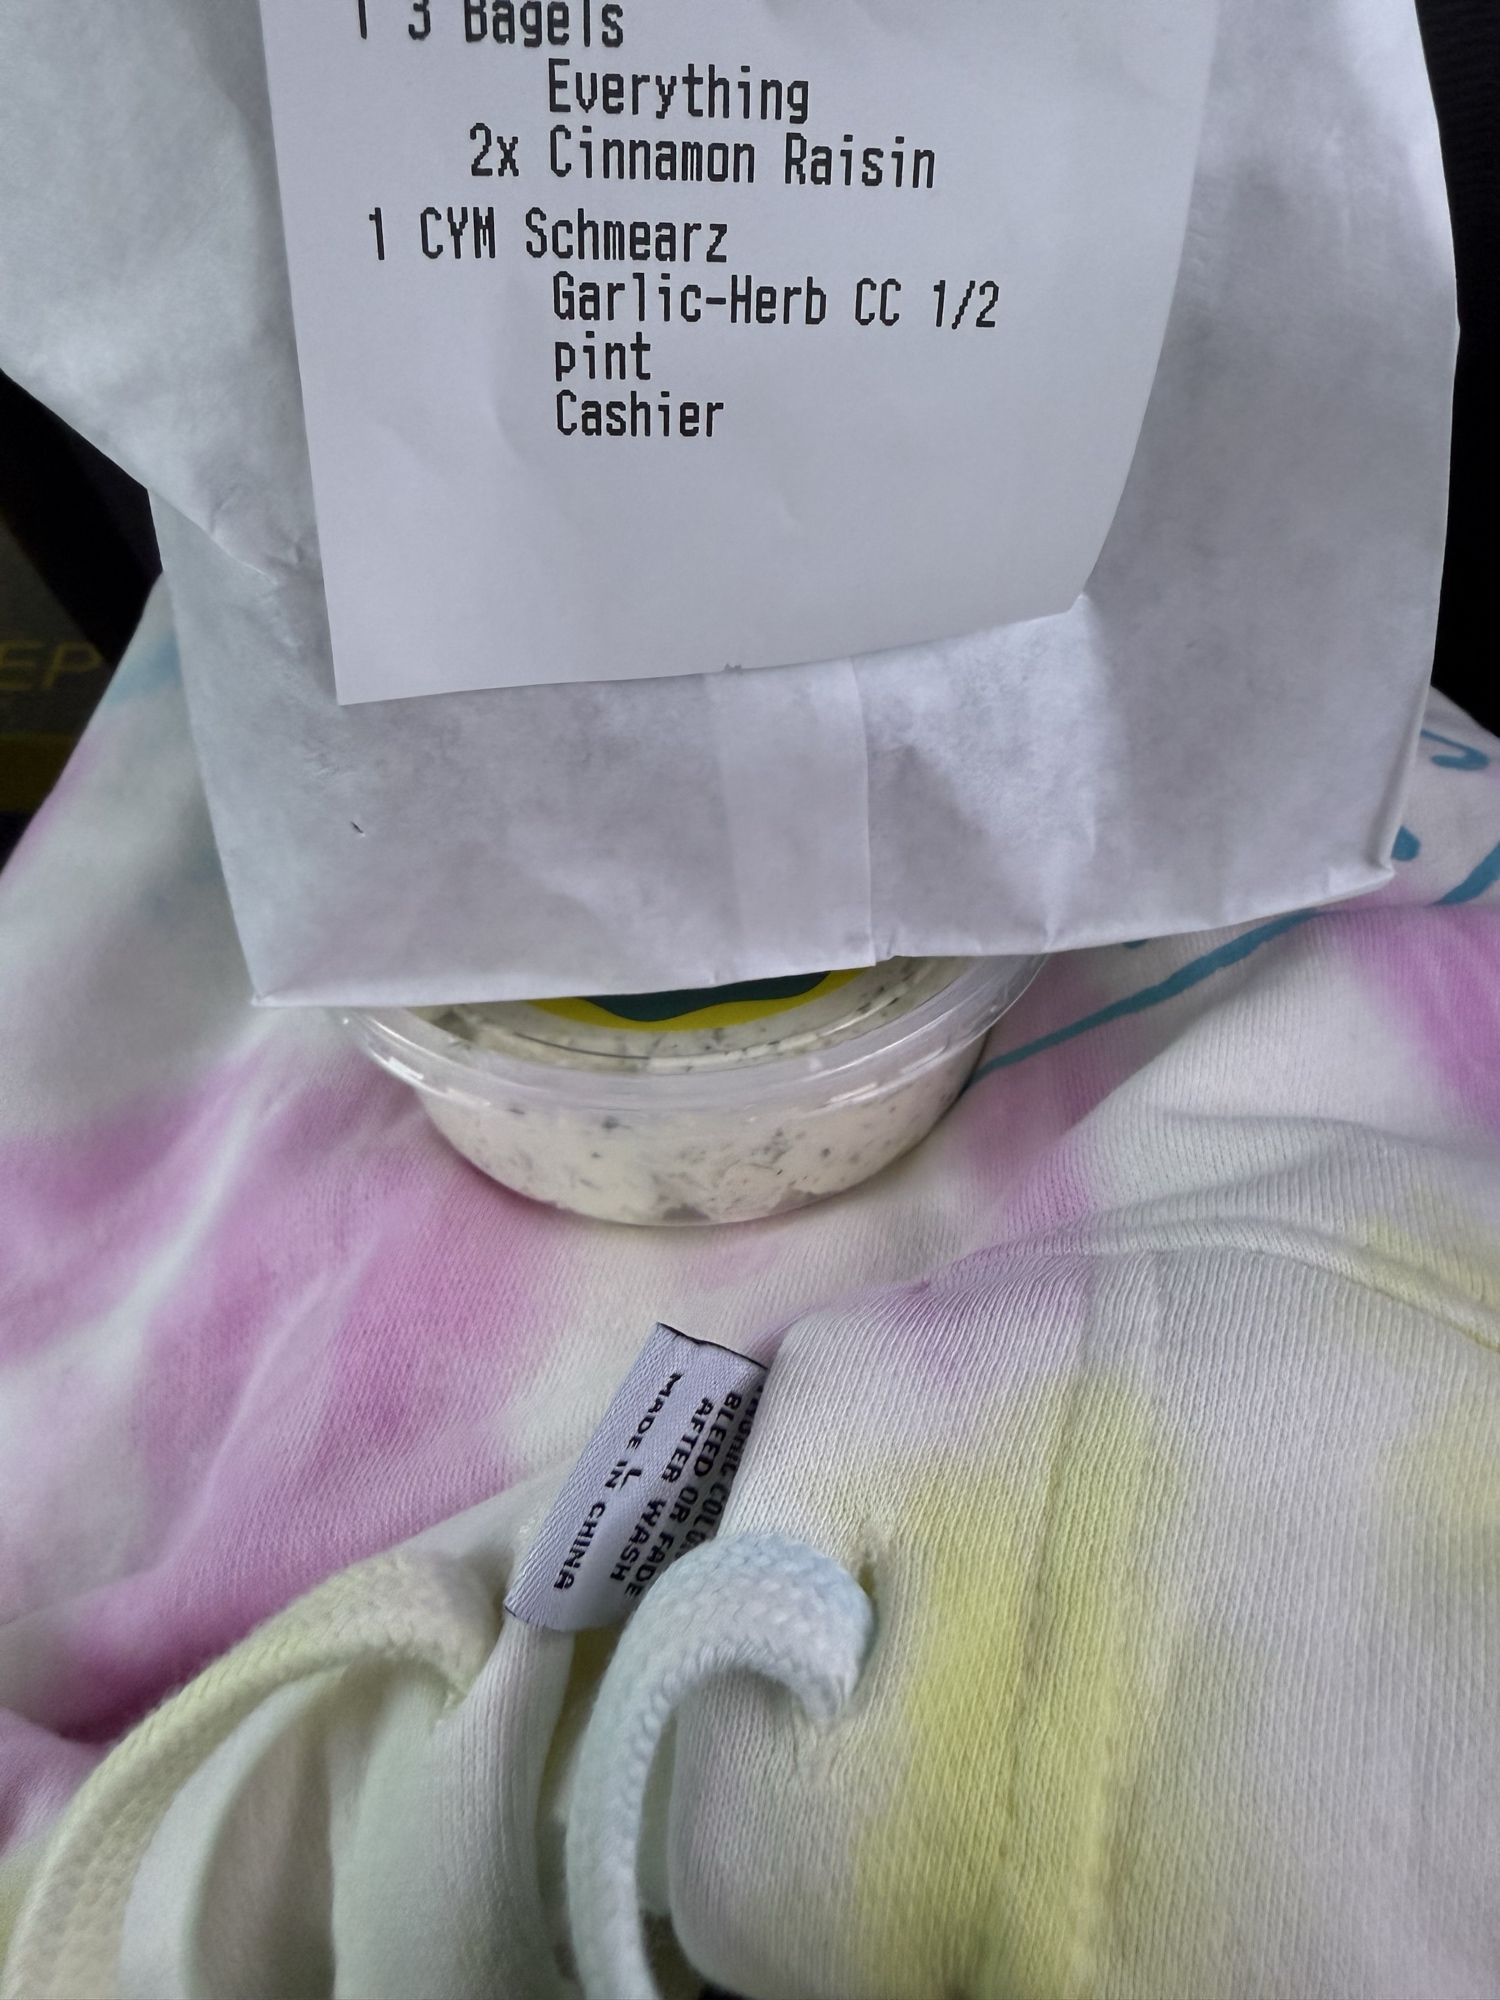 1 3 Bagels
Everything
2x Cinnamon Raisin
1 CYM Schmearz
Garlic-Herb CC 1/2
pint
Cashier
EP
BLEED OR FADE
AFTER WASH
L
MADE IN CHINA